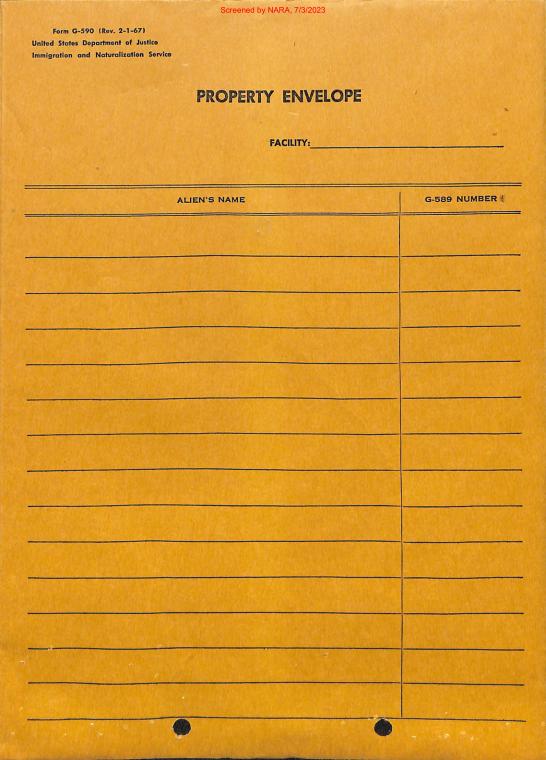 Screened by NARA, 7/3/2023
Form G-590 (Rev. 2-1-67)
United States Department of Justice
Immigration and Naturalization Service
PROPERTY ENVELOPE
FACILITY:
ALIEN'S NAME G-589 NUMBER